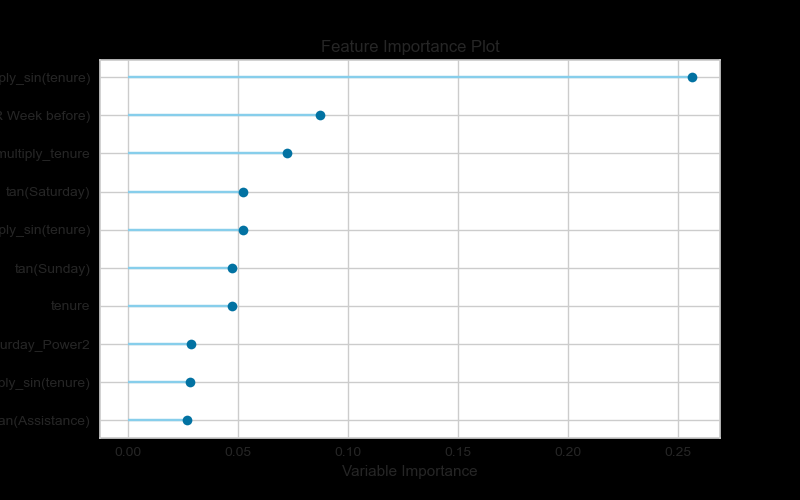 Feature Importance Plot
ply_sin(tenure)
R Week before)
multiply_tenure
tan(Saturday)
ply_sin(tenure)
tan(Sunday)
tenure
urday_Power2
ply_sin(tenure)
an(Assistance)
0.00 0.05 0.10 0.15 0.20 0.25
Variable Importance